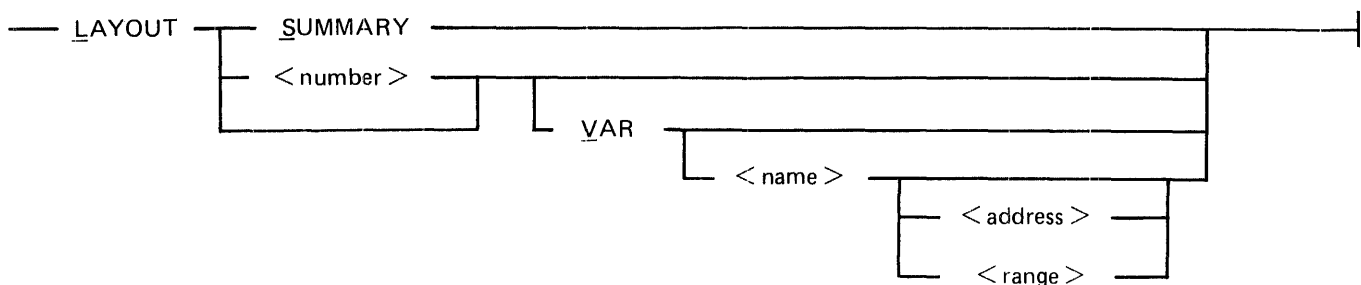 LAYOUT SUMMARY
< number >
VAR
< name >
< address >
< range >